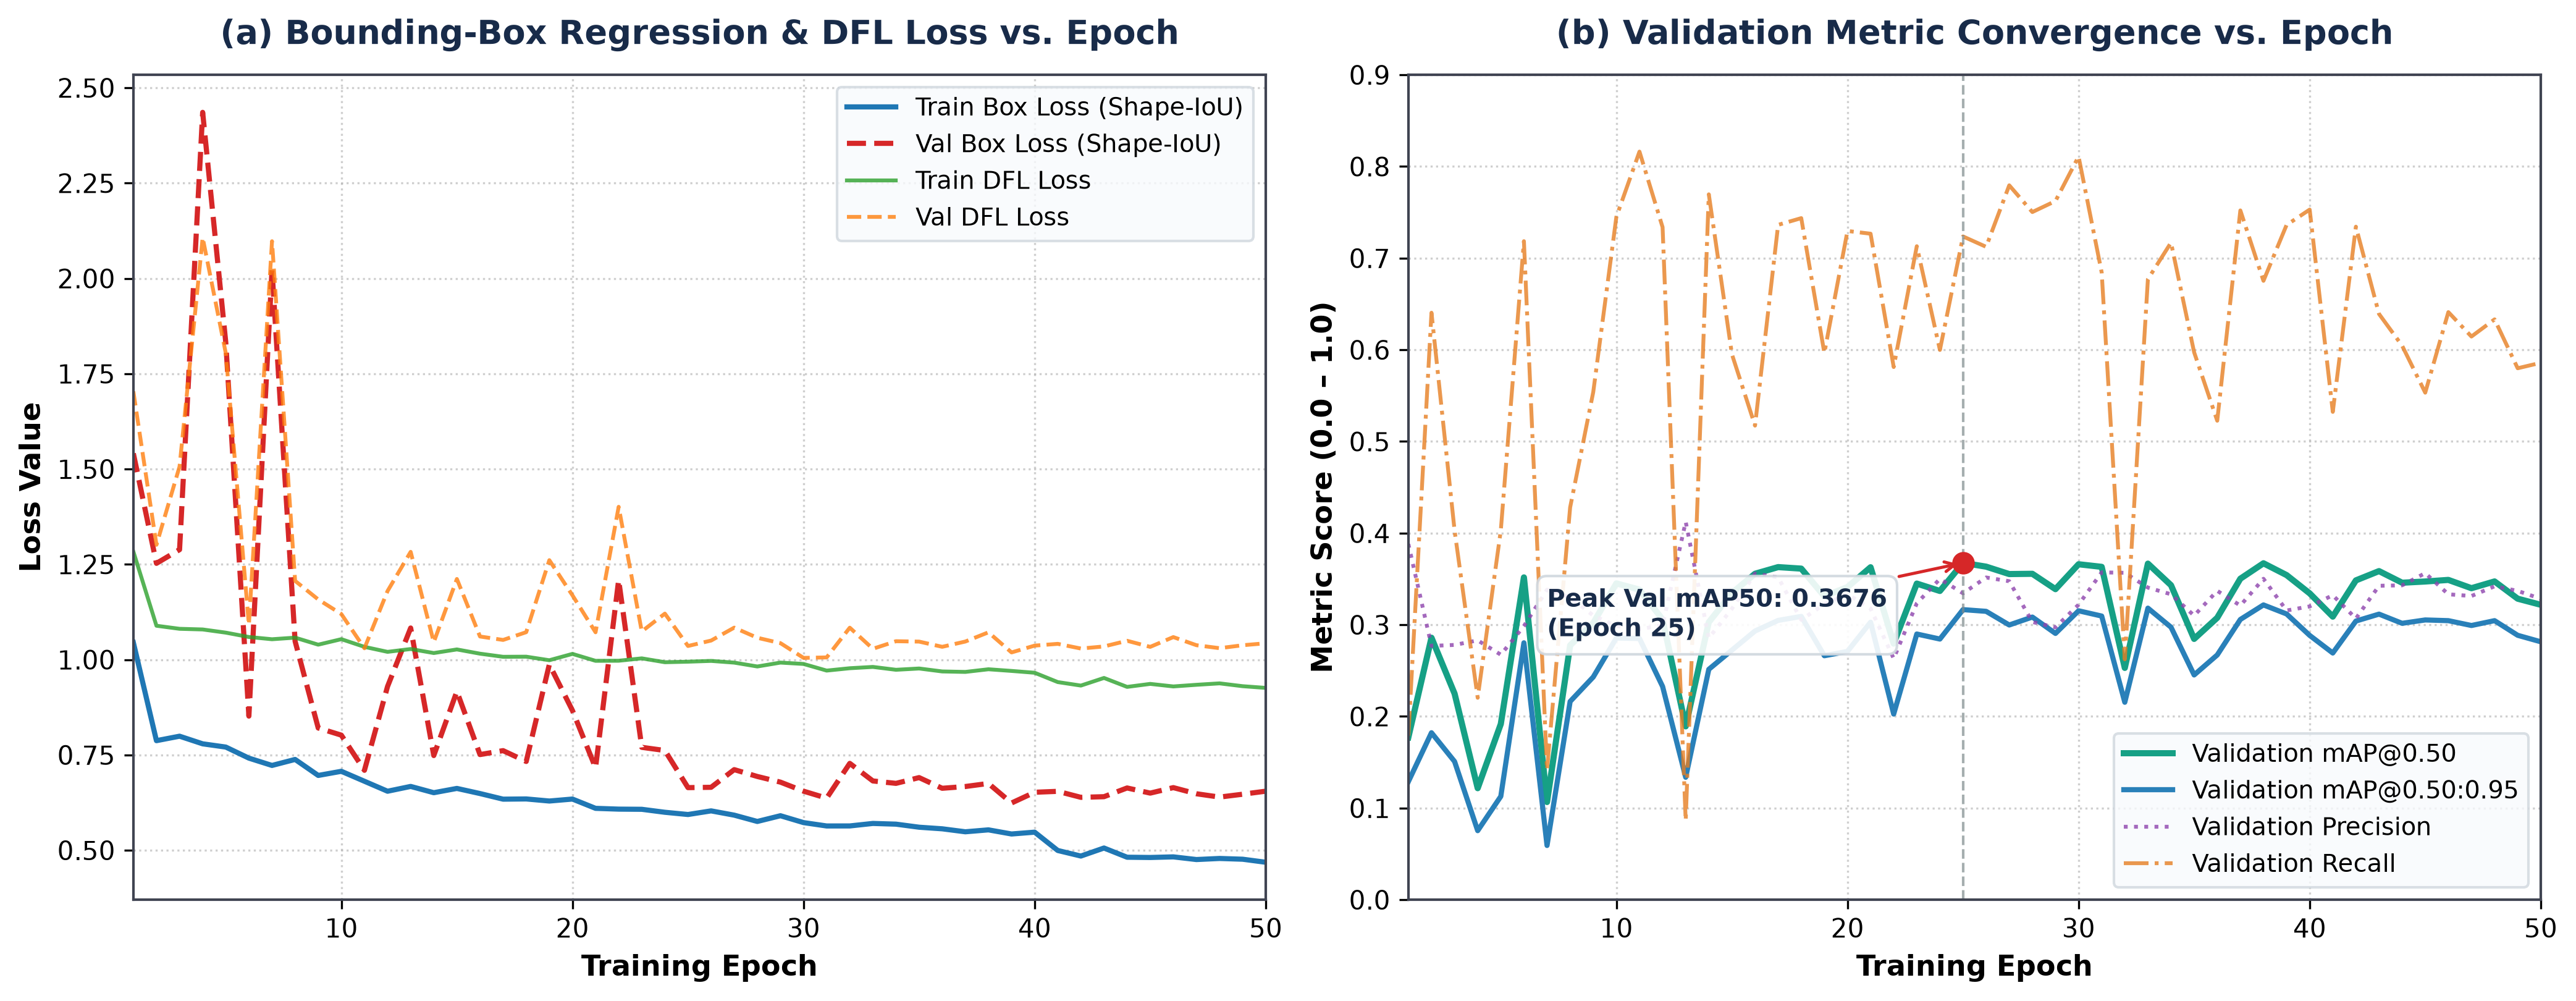 (a) Bounding-Box Regression & DFL Loss vs. Epoch
Loss Value
2.50
2.25
2.00
1.75
1.50
1.25
1.00
0.75
0.50
Train Box Loss (Shape-IoU)
Val Box Loss (Shape-IoU)
Train DFL Loss
Val DFL Loss
10
20
30
40
50
Training Epoch
(b) Validation Metric Convergence vs. Epoch
Metric Score (0.0 – 1.0)
0.9
0.8
0.7
0.6
0.5
0.4
0.3
0.2
0.1
0.0
Peak Val mAP50: 0.3676
(Epoch 25)
Validation mAP@0.50
Validation mAP@0.50:0.95
Validation Precision
Validation Recall
10
20
30
40
50
Training Epoch